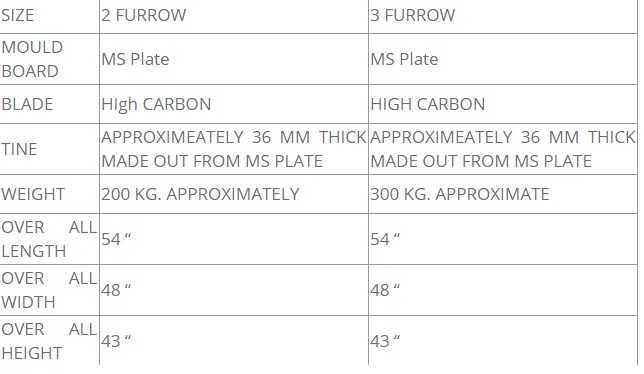 SIZE 2 FURROW 3 FURROW
MOULD
BOARD MS Plate MS Plate
BLADE HIgh CARBON HIGH CARBON
TINE APPROXIMEATELY 36 MM THICK APPROXIMEATELY 36 MM THICK
MADE OUT FROM MS PLATE MADE OUT FROM MS PLATE
WEIGHT 200 KG. APPROXIMATELY 300 KG. APPROXIMATE
OVER ALL
LENGTH 54 “ 54 “
OVER ALL
WIDTH 48 “ 48 “
OVER ALL
HEIGHT 43 “ 43 “